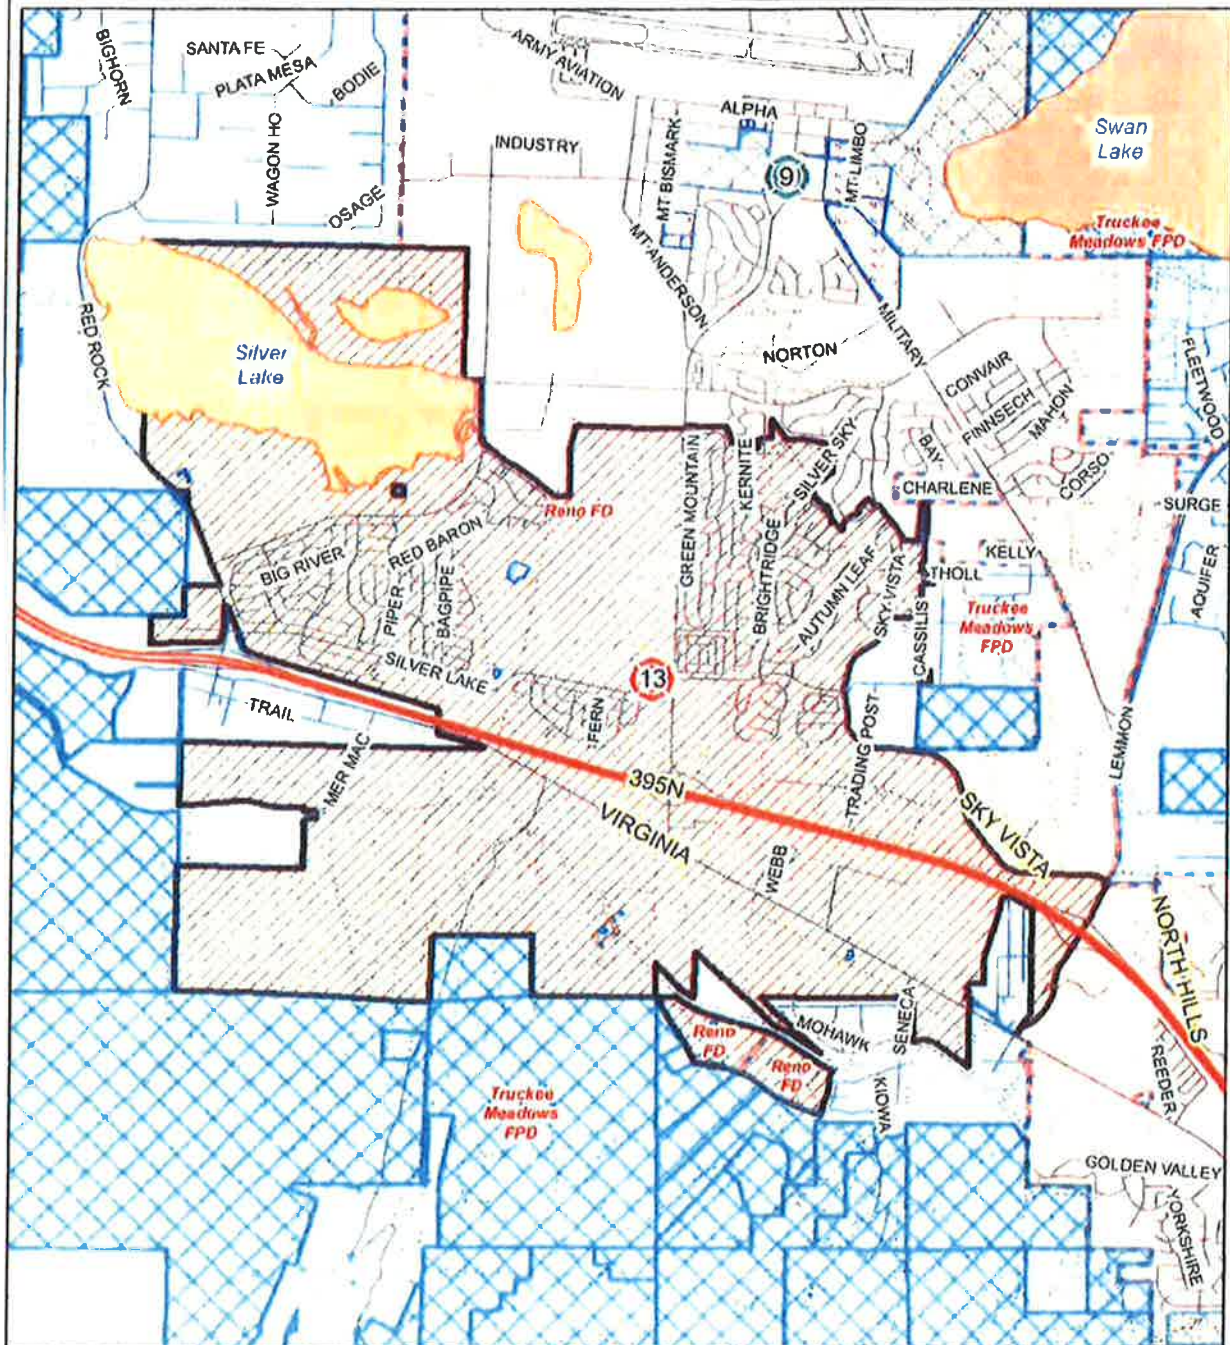 BIGHORN
SANTA FE
PLATA MESA
BODIE
WAGON HO
OSAGE
ARMY AVIATION
INDUSTRY
ALPHA
MT BISMARK
9
MT LIMBO
MT ANDERSON
Swan
Lake
Truckee
Meadows FPD
RED ROCK
Silver
Lake
NORTON
MILITARY
CONVAIR
FINNSECH
MAHON
FLEETWOOD
BAY
CORSO
CHARLENE
SURGE
GREEN MOUNTAIN
KERNITE
SILVER SKY
Reno FD
BIG RIVER
RED BARON
PIPER
BAGPIPE
BRIGHTRIDGE
AUTUMN LEAF
SKY VISTA
THOLL
KELLY
CASSILIS
Truckee
Meadows
FPD
AQUIFER
SILVER LAKE
13
FERN
TRAIL
MER MAC
395N
VIRGINIA
TRADING POST
LEMMON
SKY VISTA
WEBB
NORTH HILLS
MOHAWK
SENECA
Reno
FD
Reno
FD
KIOWA
REEDER
Truckee
Meadows
FPD
GOLDEN VALLEY
YORKSHIRE